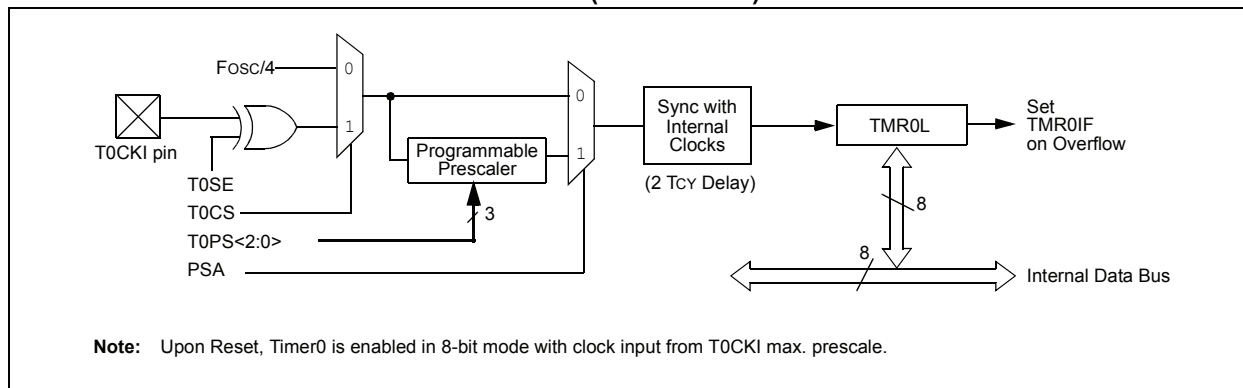 FOSC/4
0
1
T0CKI pin
T0SE
T0CS
T0PS<2:0>
PSA
Programmable
Prescaler
3
0
1
Sync with
Internal
Clocks
(2 TCY Delay)
TMR0L
Set
TMR0IF
on Overflow
8
8
Internal Data Bus
Note: Upon Reset, Timer0 is enabled in 8-bit mode with clock input from T0CKI max. prescale.